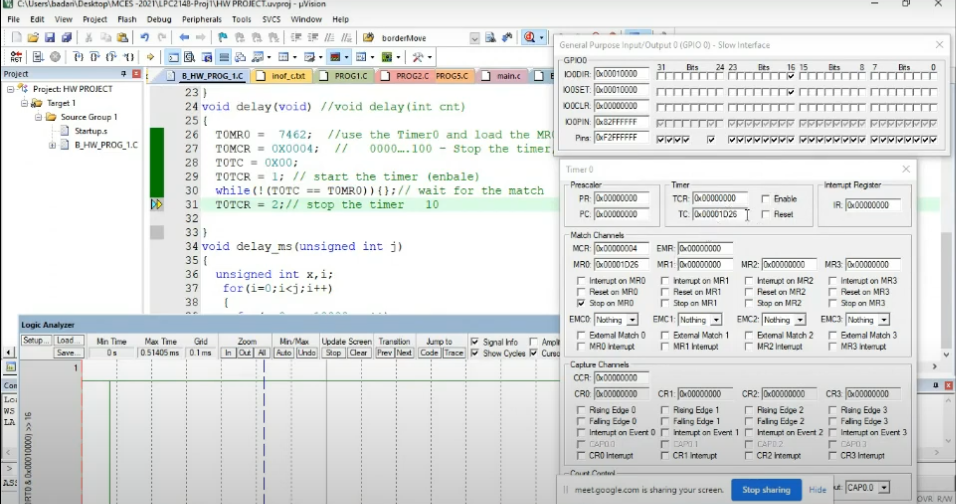 C:\Users\badari\Desktop\MCES -2021\LPC2148-Proj1\HW PROJECT.uvproj - µVision
File Edit View Project Flash Debug Peripherals Tools SVCS Window Help
borderMove
Project
B_HW_PROG_1.C inof_c.txt PROG1.C PROG2.C PROG5.C main.c
Project: HW PROJECT
Target 1
Source Group 1
Startup.s
B_HW_PROG_1.C
23 }
24 void delay(void) //void delay(int cnt)
25 {
26 T0MR0 = 7462; //use the Timer0 and load the MR0
27 T0MCR = 0X0004; // 0000….100 - Stop the timer,
28 T0TC = 0X00;
29 T0TCR = 1; // start the timer (enbale)
30 while(!(T0TC == T0MR0)){};// wait for the match
31 T0TCR = 2;// stop the timer 10
32
33 }
34 void delay_ms(unsigned int j)
35 {
36 unsigned int x,i;
37 for(i=0;i<j;i++)
38 {
General Purpose Input/Output 0 (GPIO 0) - Slow Interface
GPIO0
31 Bits 24 23 Bits 16 15 Bits 8 7 Bits 0
IO0DIR: 0x00010000
IO0SET: 0x00010000
IO0CLR: 0x00000000
IO0PIN: 0x82FFFFFF
Pins: 0xF2FFFFFF
Timer 0
Prescaler Timer Interrupt Register
PR: 0x00000000 TCR: 0x00000000 Enable IR: 0x00000000
PC: 0x00000000 TC: 0x00001D26 Reset
Match Channels
MCR: 0x00000004 EMR: 0x00000000
MR0: 0x00001D26 MR1: 0x00000000 MR2: 0x00000000 MR3: 0x00000000
Interrupt on MR0 Interrupt on MR1 Interrupt on MR2 Interrupt on MR3
Reset on MR0 Reset on MR1 Reset on MR2 Reset on MR3
Stop on MR0 Stop on MR1 Stop on MR2 Stop on MR3
EMC0: Nothing EMC1: Nothing EMC2: Nothing EMC3: Nothing
External Match 0 External Match 1 External Match 2 External Match 3
MR0 Interrupt MR1 Interrupt MR2 Interrupt MR3 Interrupt
Capture Channels
CCR: 0x00000000
CR0: 0x00000000 CR1: 0x00000000 CR2: 0x00000000 CR3: 0x00000000
Rising Edge 0 Rising Edge 1 Rising Edge 2 Rising Edge 3
Falling Edge 0 Falling Edge 1 Falling Edge 2 Falling Edge 3
Interrupt on Event 0 Interrupt on Event 1 Interrupt on Event 2 Interrupt on Event 3
CAP0.0 CAP0.1 CAP0.2 CAP0.3
CR0 Interrupt CR1 Interrupt CR2 Interrupt CR3 Interrupt
Count Control
CAP0.0
Logic Analyzer
Setup... Load... Min Time Max Time Grid Zoom Min/Max Update Screen Transition Jump to Signal Info Ampli
Save... 0 s 0.51405 ms 0.1 ms In Out All Auto Undo Stop Clear Prev Next Code Trace Show Cycles Curso
1
meet.google.com is sharing your screen. Stop sharing Hide
OVR R/W